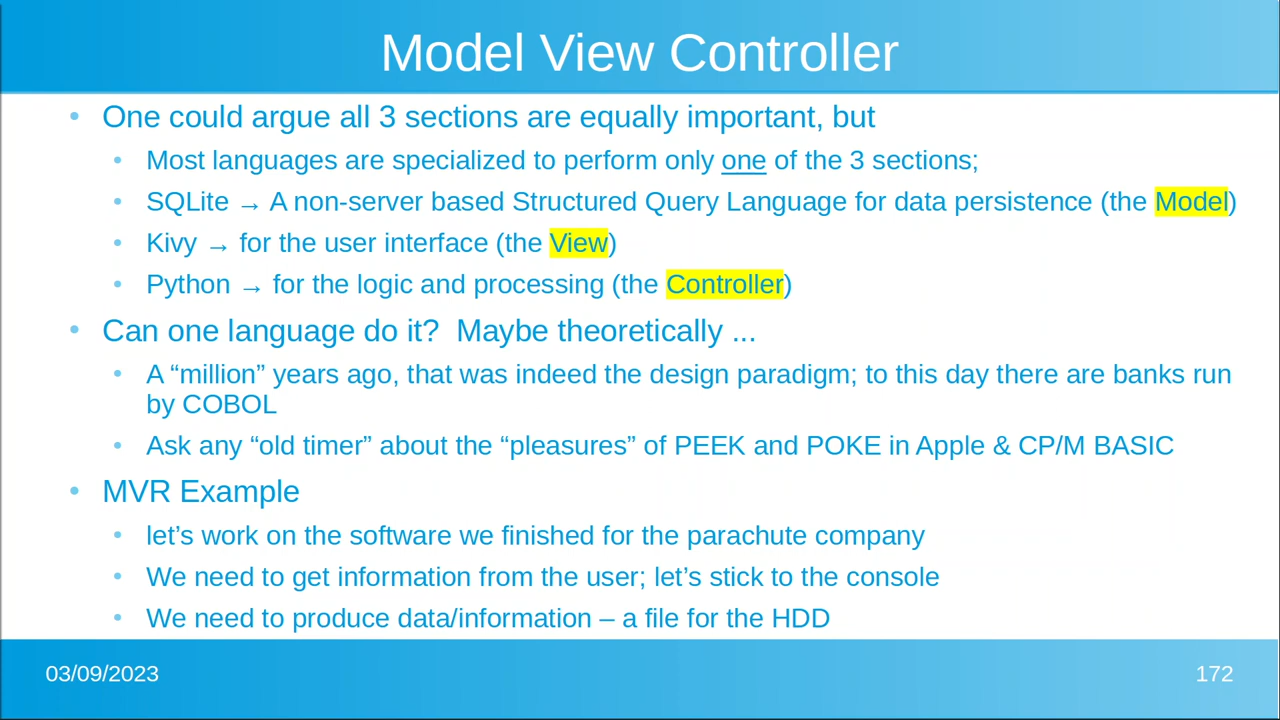 Model View Controller
• One could argue all 3 sections are equally important, but
• Most languages are specialized to perform only one of the 3 sections;
• SQLite → A non-server based Structured Query Language for data persistence (the Model)
• Kivy → for the user interface (the View)
• Python → for the logic and processing (the Controller)
• Can one language do it?  Maybe theoretically ...
• A “million” years ago, that was indeed the design paradigm; to this day there are banks run
by COBOL
• Ask any “old timer” about the “pleasures” of PEEK and POKE in Apple & CP/M BASIC
• MVR Example
• let’s work on the software we finished for the parachute company
• We need to get information from the user; let’s stick to the console
• We need to produce data/information – a file for the HDD
03/09/2023
172